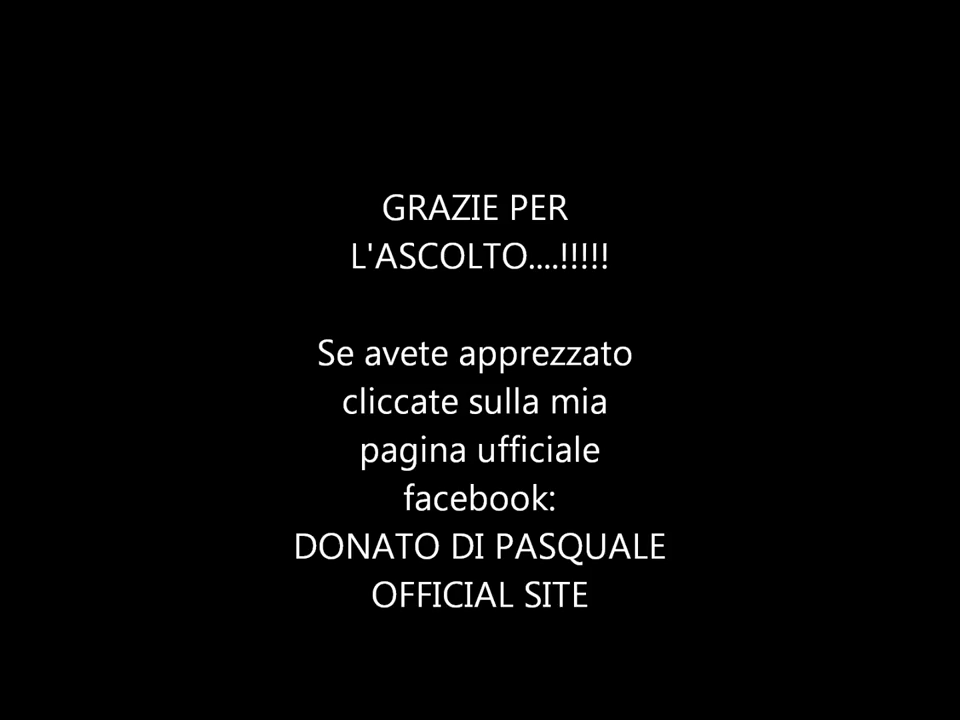 GRAZIE PER
L'ASCOLTO....!!!!!
Se avete apprezzato
cliccate sulla mia
pagina ufficiale
facebook:
DONATO DI PASQUALE
OFFICIAL SITE